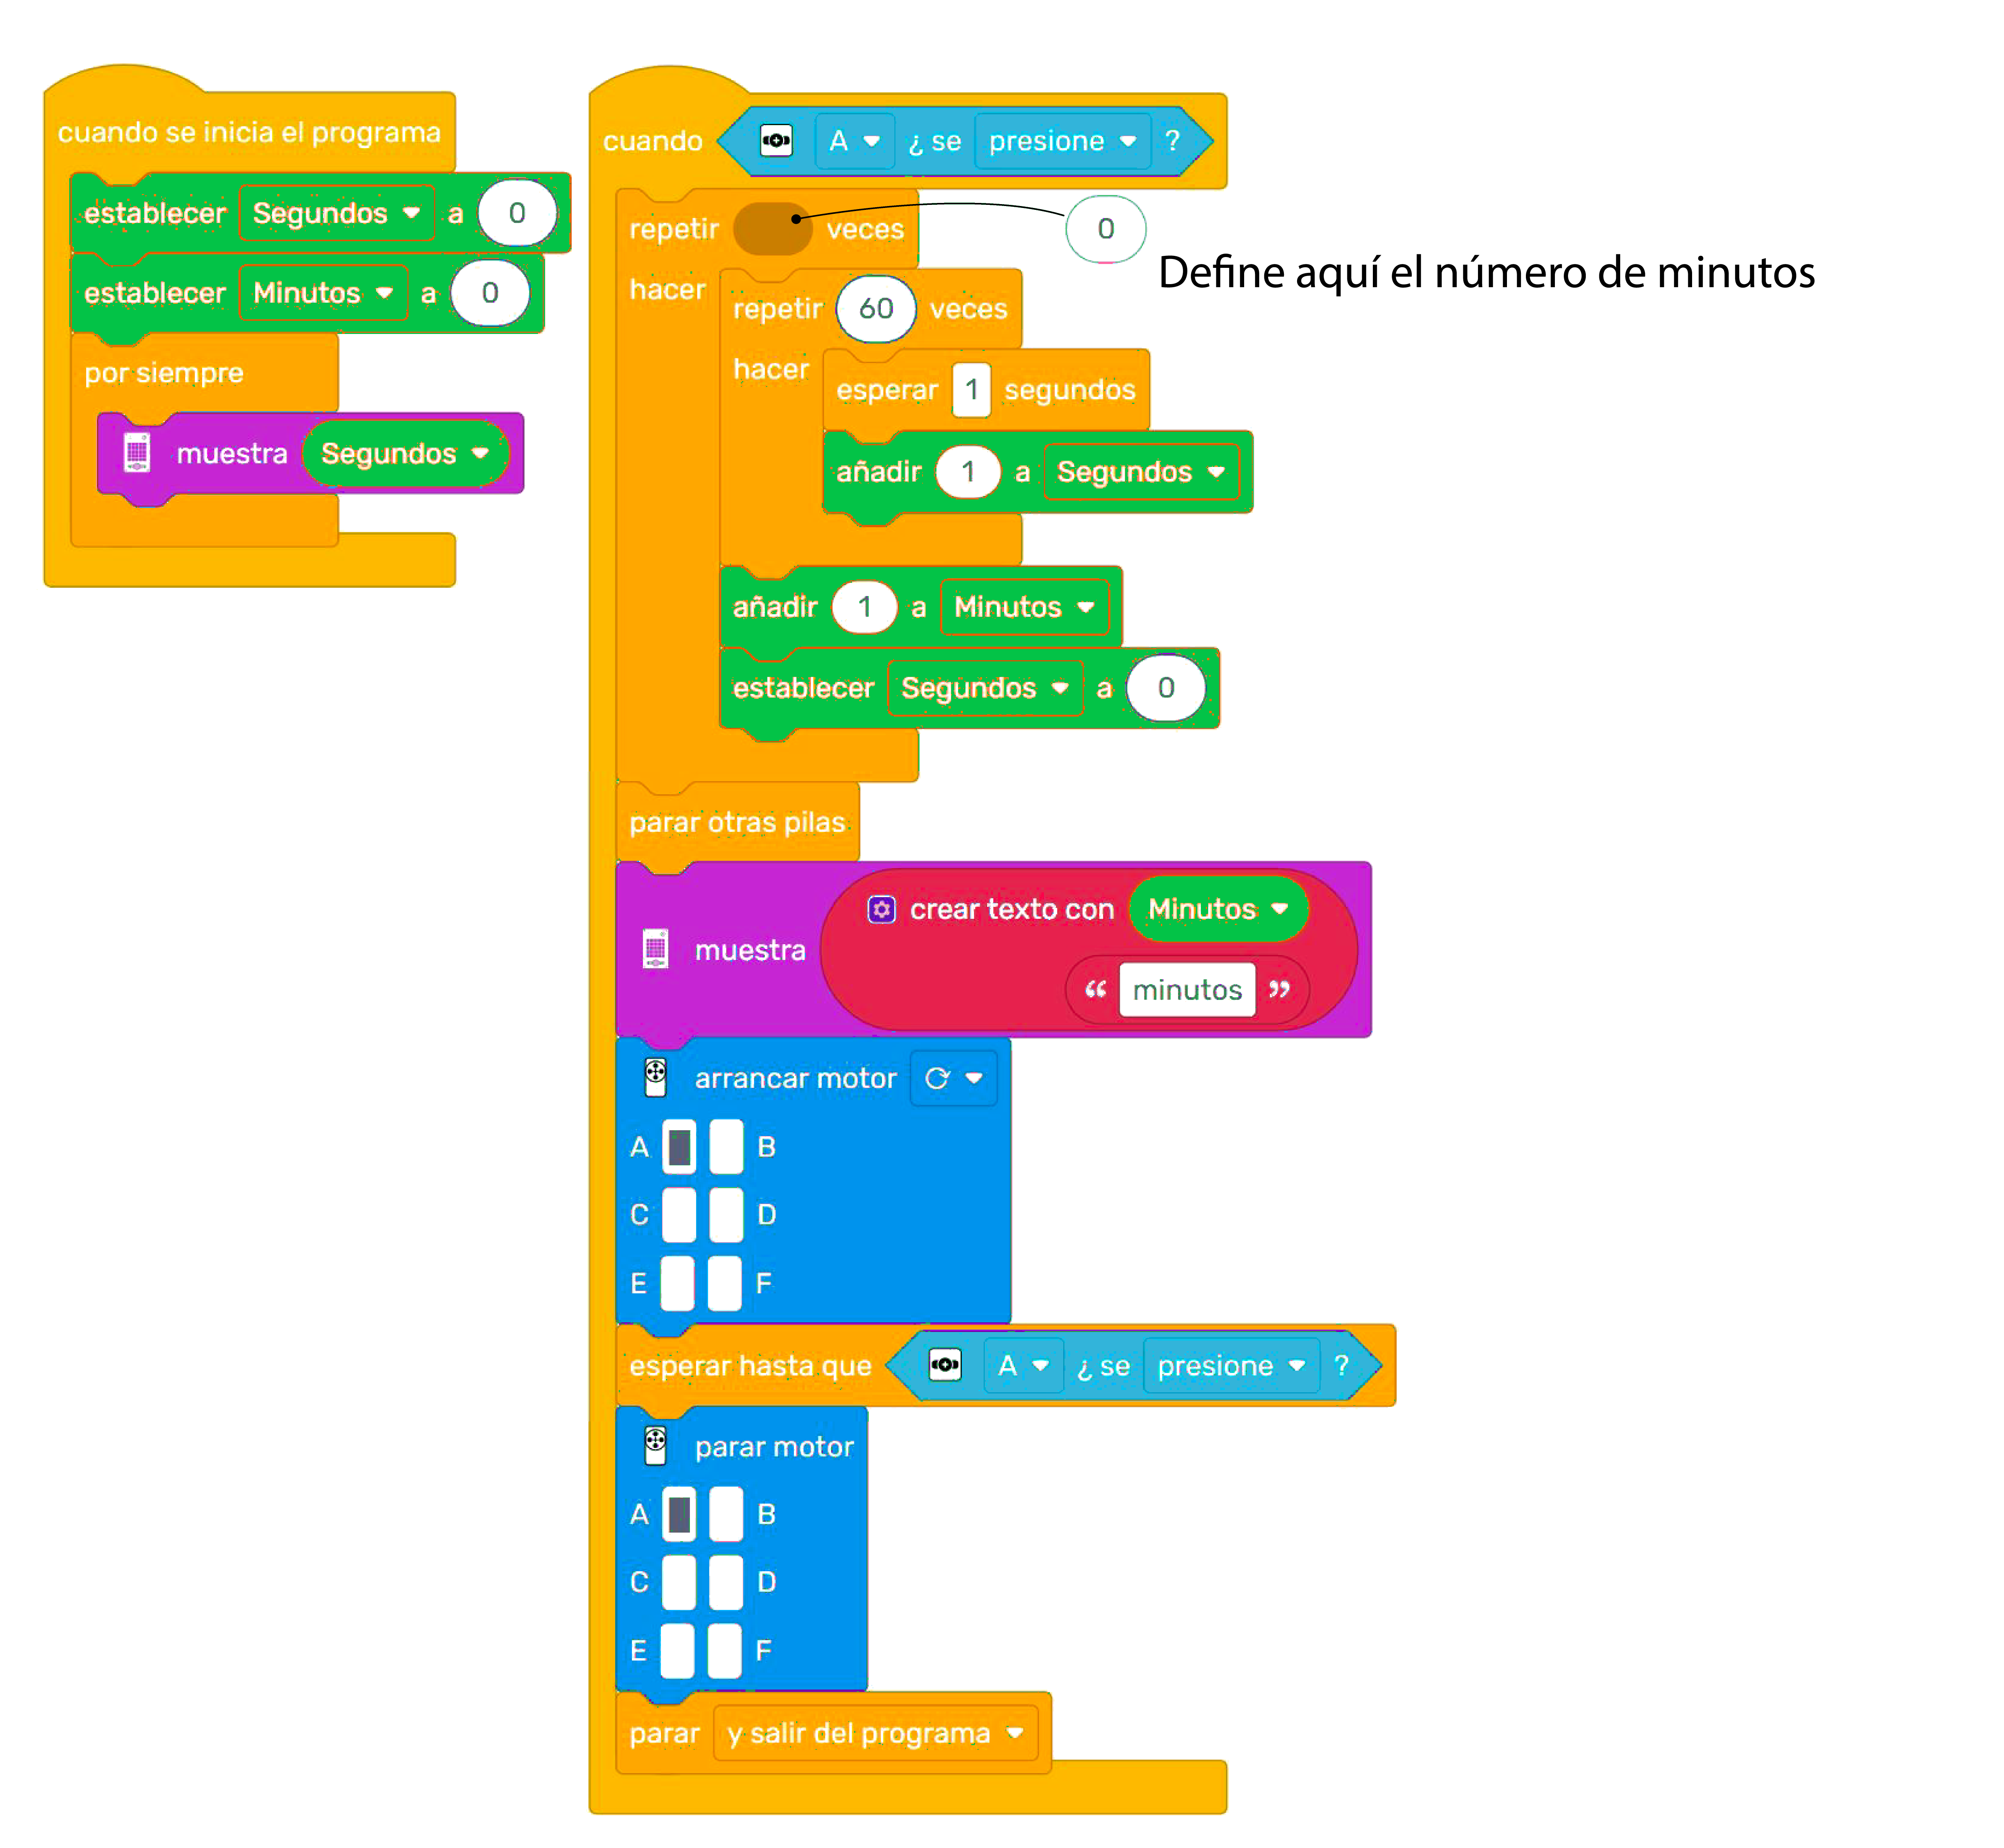 cuando se inicia el programa
establecer Segundos a 0
establecer Minutos a 0
por siempre
muestra Segundos
cuando A ¿ se presione ?
repetir veces 0
Define aquí el número de minutos
hacer repetir 60 veces
hacer esperar 1 segundos
añadir 1 a Segundos
añadir 1 a Minutos
establecer Segundos a 0
parar otras pilas
muestra crear texto con Minutos
“ minutos ”
arrancar motor
A B
C D
E F
esperar hasta que A ¿ se presione ?
parar motor
A B
C D
E F
parar y salir del programa